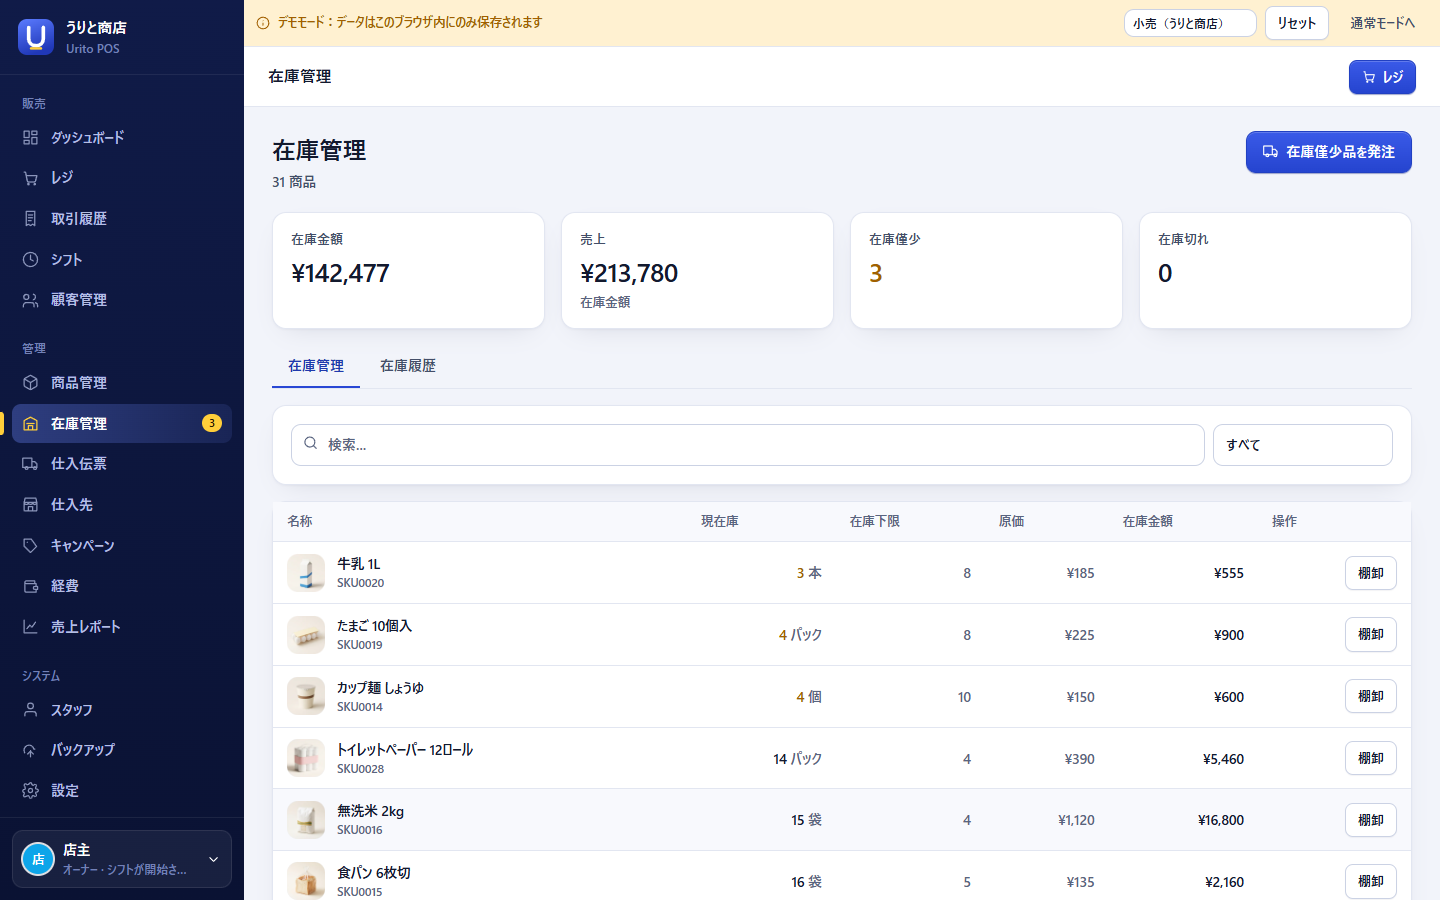 うりと商店
Urito POS
販売
ダッシュボード
レジ
取引履歴
シフト
顧客管理
管理
商品管理
在庫管理
3
仕入伝票
仕入先
キャンペーン
経費
売上レポート
システム
スタッフ
バックアップ
設定
店
店主
オーナー · シフトが開始さ...
デモモード：データはこのブラウザ内にのみ保存されます
小売（うりと商店）
リセット
通常モードへ
在庫管理
レジ
在庫管理
31 商品
在庫僅少品を発注
在庫金額
¥142,477
売上
¥213,780
在庫金額
在庫僅少
3
在庫切れ
0
在庫管理 在庫履歴
検索...
すべて
名称 現在庫 在庫下限 原価 在庫金額 操作
牛乳 1L
SKU0020
3 本 8 ¥185 ¥555 棚卸
たまご 10個入
SKU0019
4 パック 8 ¥225 ¥900 棚卸
カップ麺 しょうゆ
SKU0014
4 個 10 ¥150 ¥600 棚卸
トイレットペーパー 12ロール
SKU0028
14 パック 4 ¥390 ¥5,460 棚卸
無洗米 2kg
SKU0016
15 袋 4 ¥1,120 ¥16,800 棚卸
食パン 6枚切
SKU0015
16 袋 5 ¥135 ¥2,160 棚卸